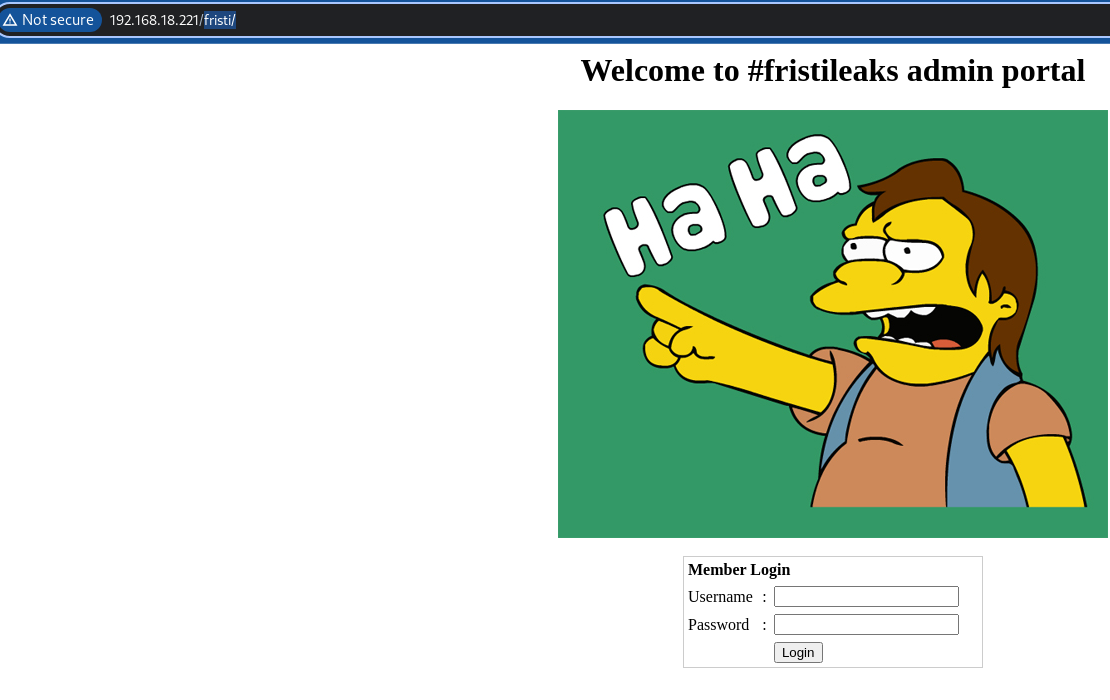 Not secure 192.168.18.221/fristi/
Welcome to #fristileaks admin portal
Ha Ha
Member Login
Username :
Password :
Login